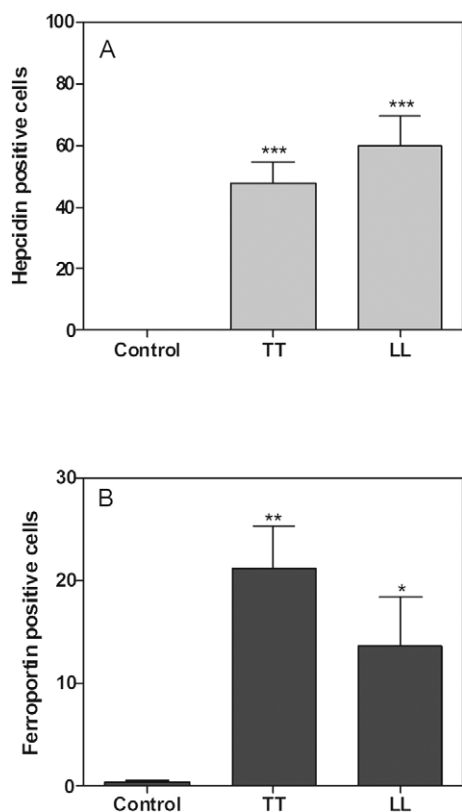 100
A
80
Hepcidin positive cells
60
***
***
40
20
0
Control TT LL
30
B
**
Ferroportin positive cells
20
*
10
0
Control TT LL